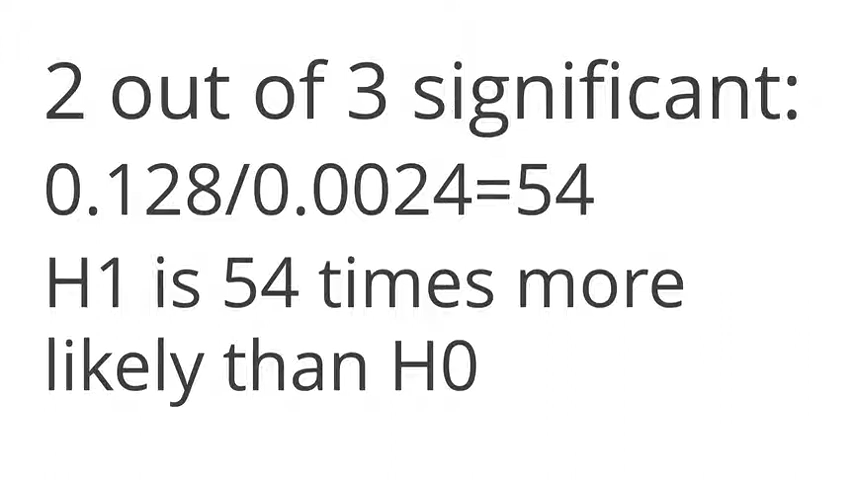 2 out of 3 significant:
0.128/0.0024=54
H1 is 54 times more
likely than H0